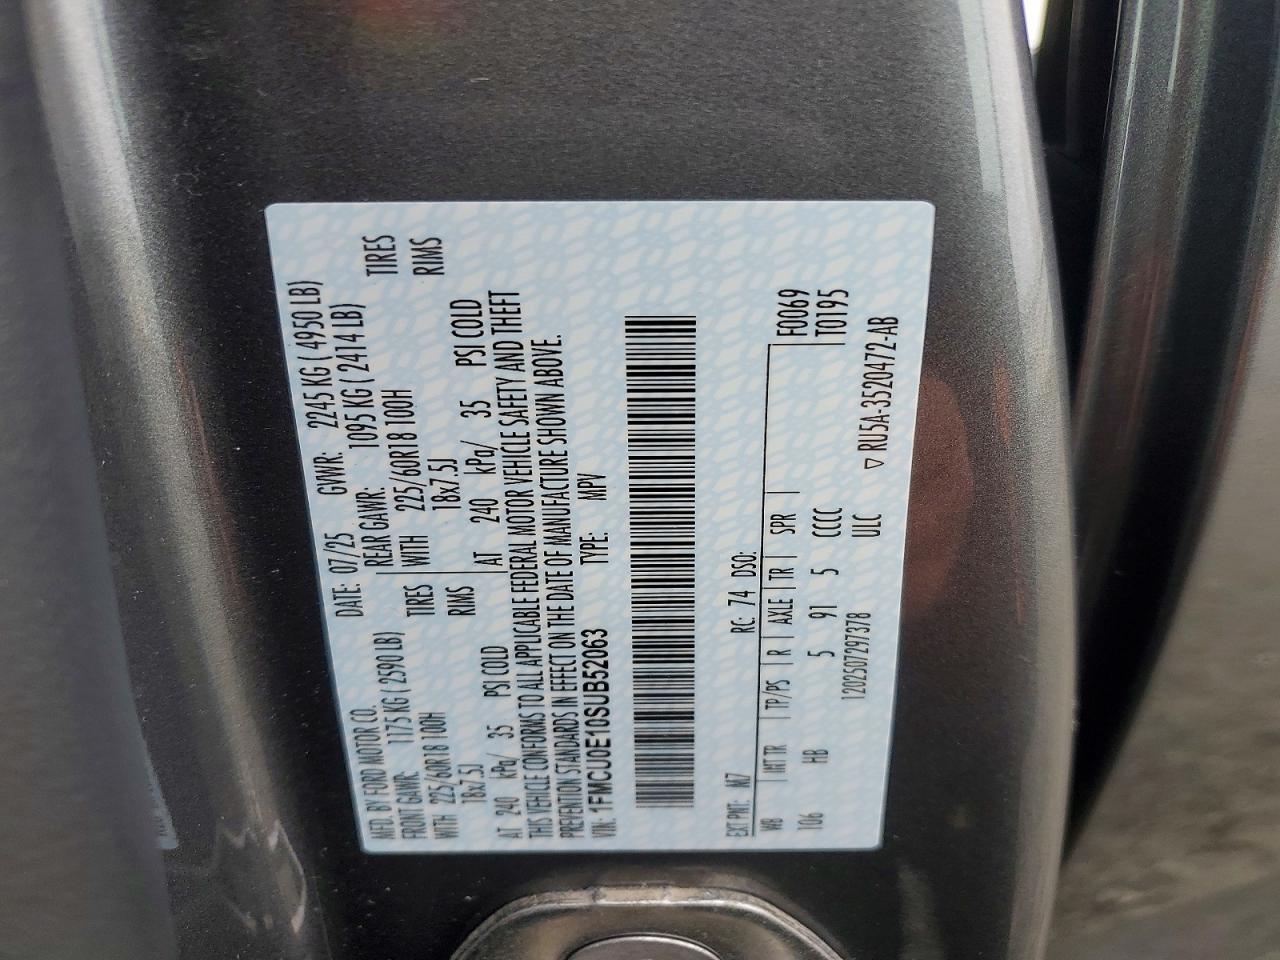 MFD. BY FORD MOTOR CO.
DATE: 07/25 GVWR: 2245 KG ( 4950 LB)
FRONT GAWR: 1175 KG ( 2590 LB) REAR GAWR: 1095 KG ( 2414 LB)
WITH 225/60R18 100H TIRES WITH 225/60R18 100H TIRES
18x7.5J RIMS 18x7.5J RIMS
AT 240 kPa/ 35 PSI COLD AT 240 kPa/ 35 PSI COLD
THIS VEHICLE CONFORMS TO ALL APPLICABLE FEDERAL MOTOR VEHICLE SAFETY AND THEFT
PREVENTION STANDARDS IN EFFECT ON THE DATE OF MANUFACTURE SHOWN ABOVE.
VIN: 1FMCU0E10SUB52063 TYPE: MPV
EXT PNT: M7 RC: 74 DSO:
WB INT TR TP/PS R AXLE TR SPR F0069
106 HB 5 91 5 CCCC T0195
120250729​7378 ULC ▽ RU5A-3520472-AB